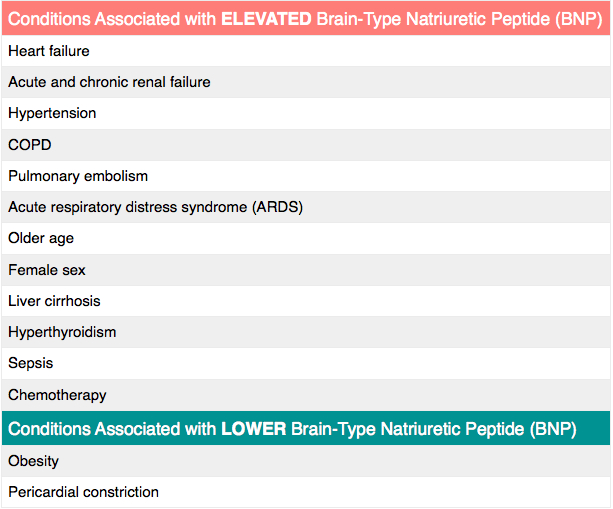 Conditions Associated with ELEVATED Brain-Type Natriuretic Peptide (BNP)
Heart failure
Acute and chronic renal failure
Hypertension
COPD
Pulmonary embolism
Acute respiratory distress syndrome (ARDS)
Older age
Female sex
Liver cirrhosis
Hyperthyroidism
Sepsis
Chemotherapy
Conditions Associated with LOWER Brain-Type Natriuretic Peptide (BNP)
Obesity
Pericardial constriction